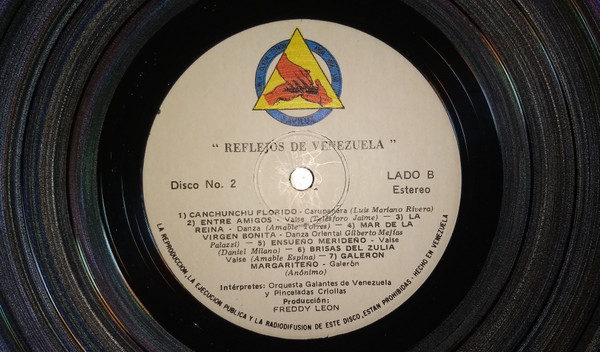 " REFLEJOS DE VENEZUELA "
Disco No. 2
LADO B
Estereo
1) CANCHUNCHU FLORIDO - Carupanera (Luis Mariano Rivera)
2) ENTRE AMIGOS - Valse (Telésforo Jaime) - 3) LA
REINA - Danza (Amable Torres) - 4) MAR DE LA
VIRGEN BONITA - Danza Oriental Gilberto Mejías
Palazzi) - 5) ENSUEÑO MERIDEÑO - Valse
(Daniel Milano) - 6) BRISAS DEL ZULIA
Valse (Amable Espina) - 7) GALERON
MARGARITEÑO - Galerón
(Anónimo)
Intérpretes: Orquesta Galantes de Venezuela
y Pinceladas Criollas
Producción:
FREDDY LEON
LA REPRODUCCION, LA EJECUCION PUBLICA Y LA RADIODIFUSION DE ESTE DISCO, ESTAN PROHIBIDAS - HECHO EN VENEZUELA